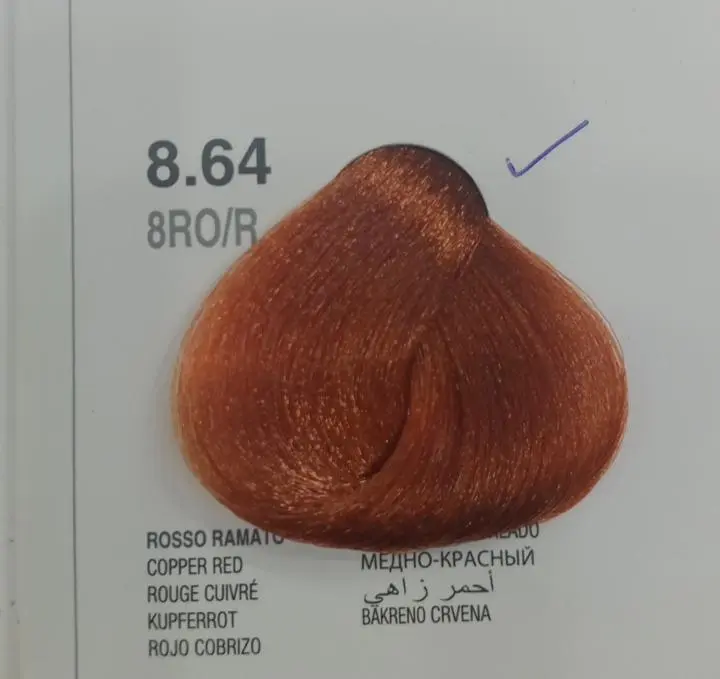 8.64
8RO/R
ROSSO RAMATO
COPPER RED
ROUGE CUIVRÉ
KUPFERROT
ROJO COBRIZO
МЕДНО-КРАСНЫЙ
أحمر زاهي
BAKRENO CRVENA